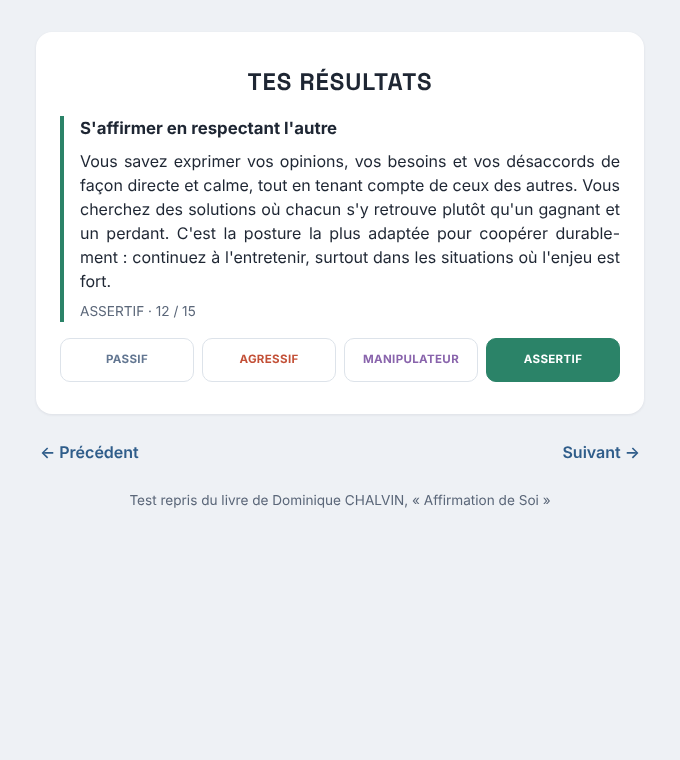 TES RÉSULTATS
S'affirmer en respectant l'autre
Vous savez exprimer vos opinions, vos besoins et vos désaccords de
façon directe et calme, tout en tenant compte de ceux des autres. Vous
cherchez des solutions où chacun s'y retrouve plutôt qu'un gagnant et
un perdant. C'est la posture la plus adaptée pour coopérer durable-
ment : continuez à l'entretenir, surtout dans les situations où l'enjeu est
fort.
ASSERTIF · 12 / 15
PASSIF AGRESSIF MANIPULATEUR ASSERTIF
← Précédent Suivant →
Test repris du livre de Dominique CHALVIN, « Affirmation de Soi »